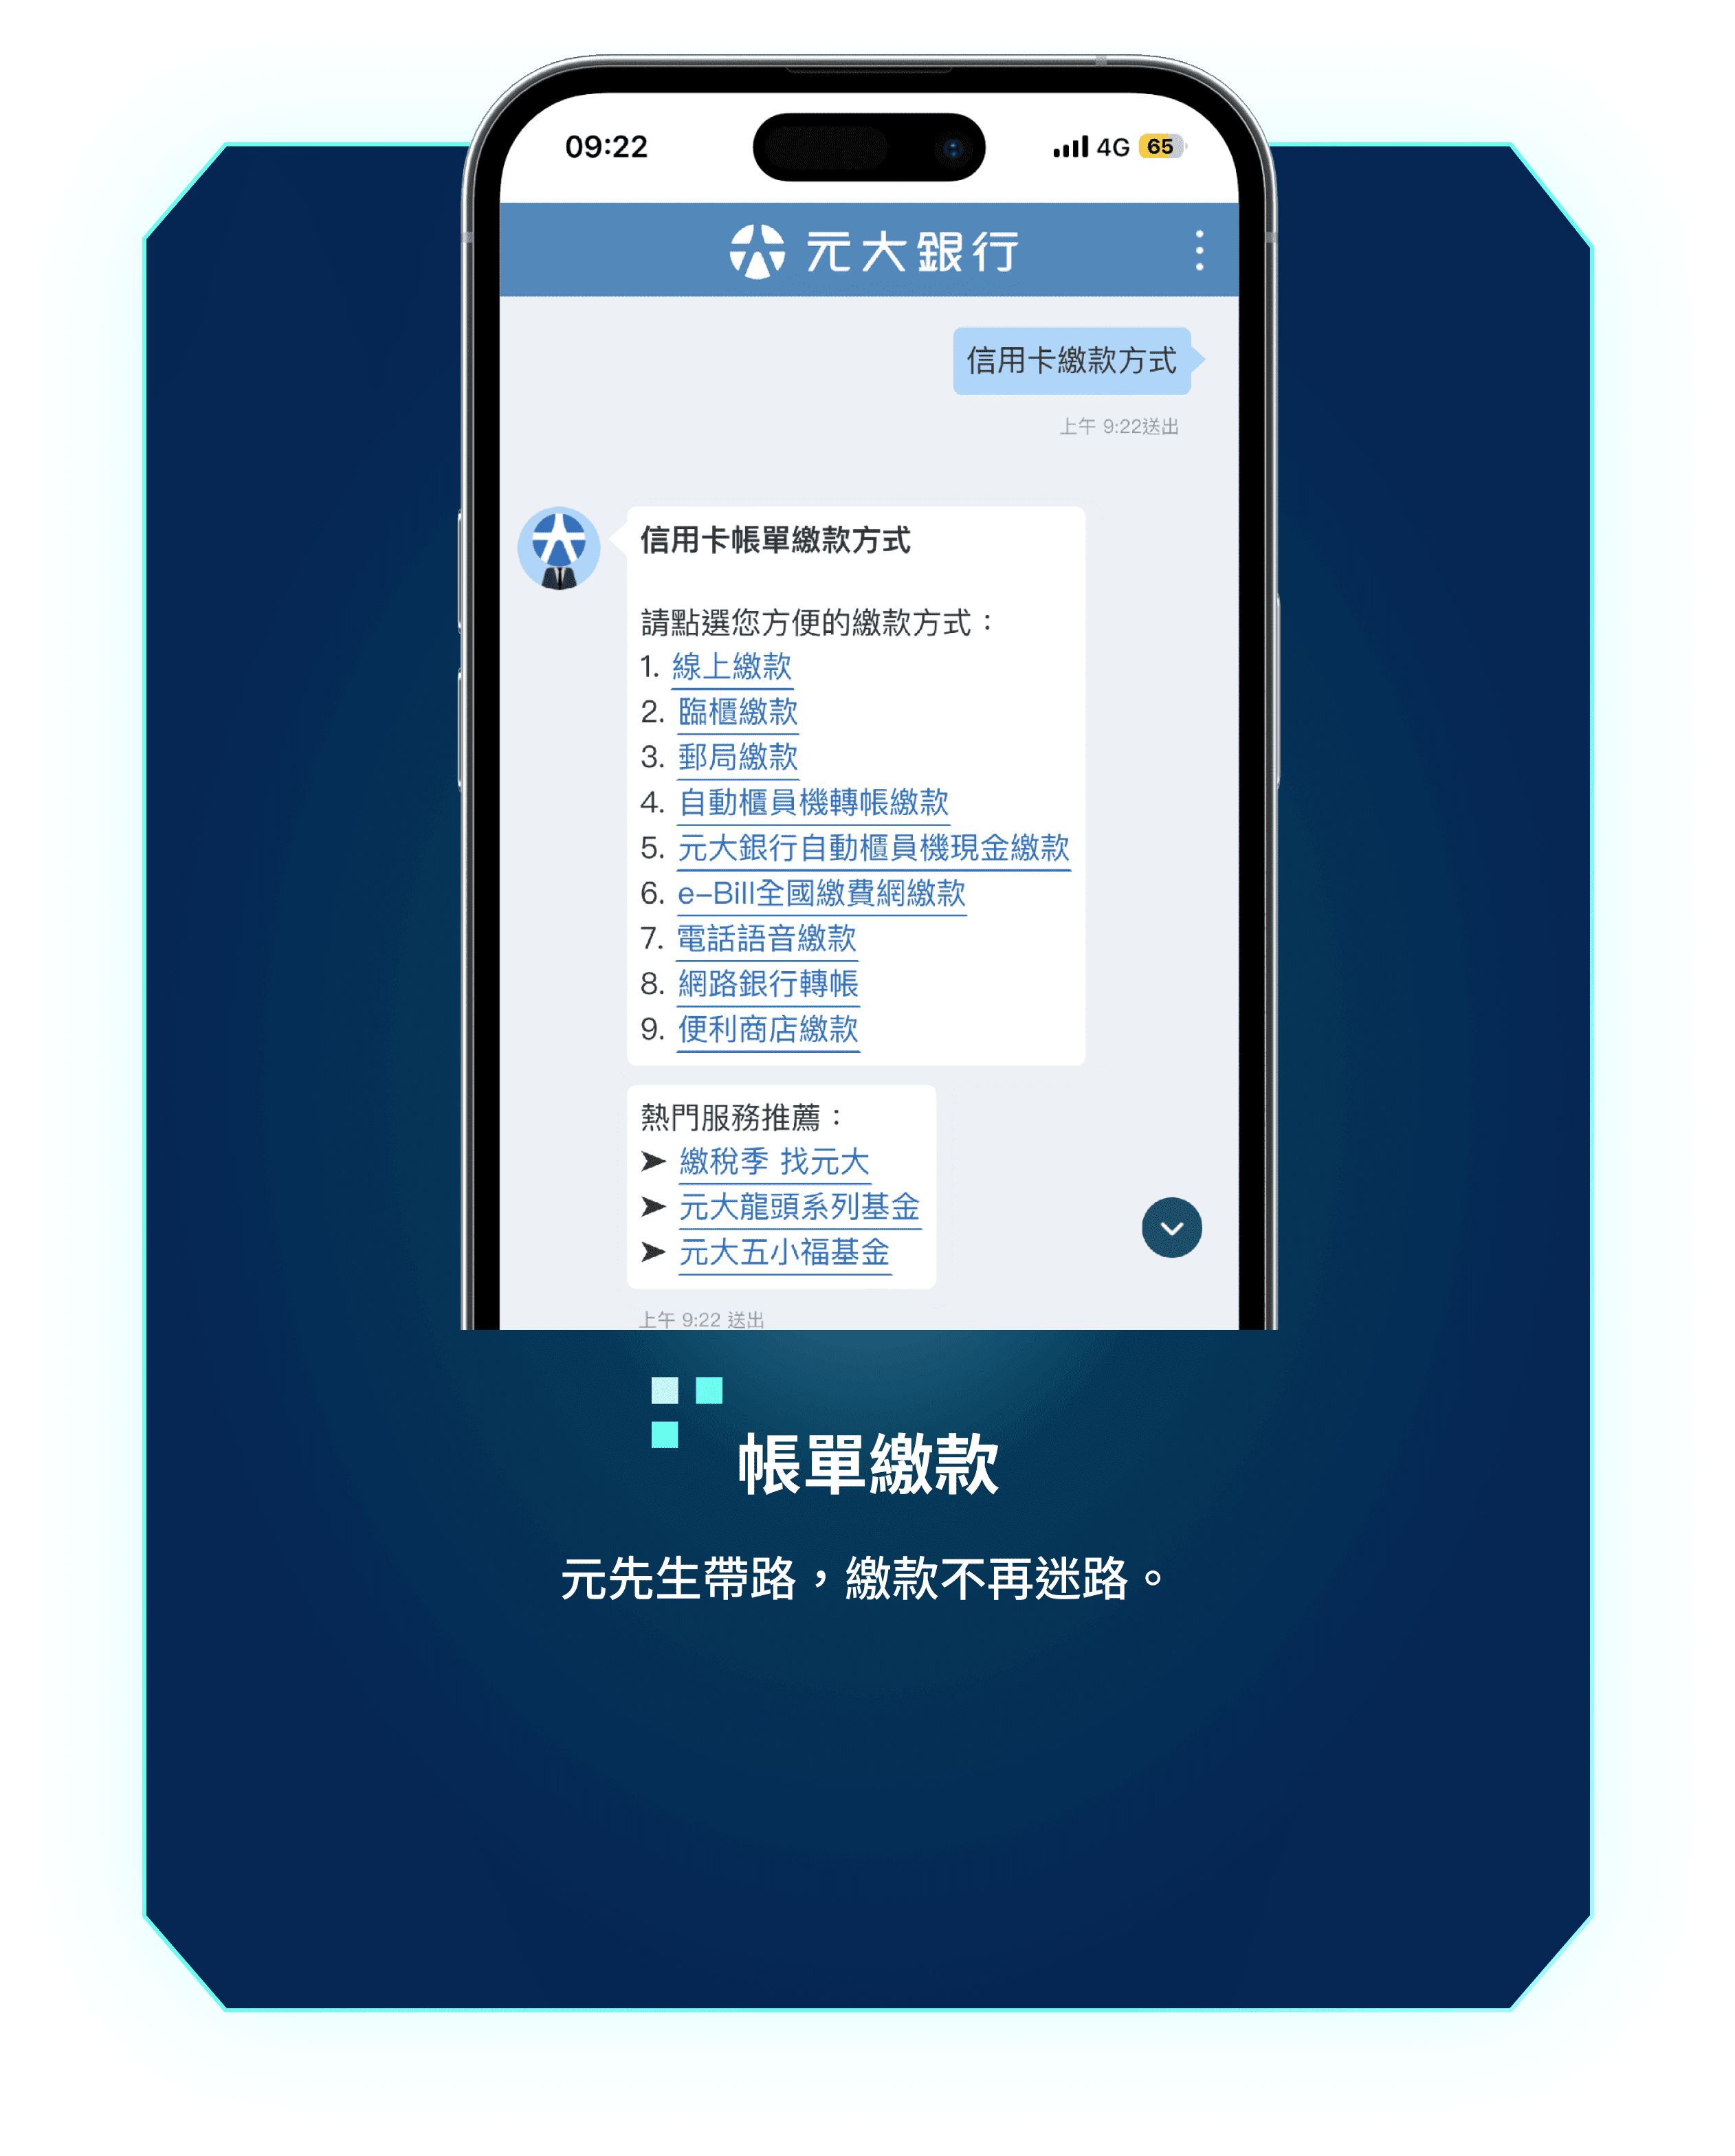 09:22
4G 65
元大銀行
信用卡繳款方式
上午 9:22送出
信用卡帳單繳款方式
請點選您方便的繳款方式：
1. 線上繳款
2. 臨櫃繳款
3. 郵局繳款
4. 自動櫃員機轉帳繳款
5. 元大銀行自動櫃員機現金繳款
6. e-Bill全國繳費網繳款
7. 電話語音繳款
8. 網路銀行轉帳
9. 便利商店繳款
熱門服務推薦：
➤ 繳稅季 找元大
➤ 元大龍頭系列基金
➤ 元大五小福基金
上午 9:22 送出
帳單繳款
元先生帶路，繳款不再迷路。